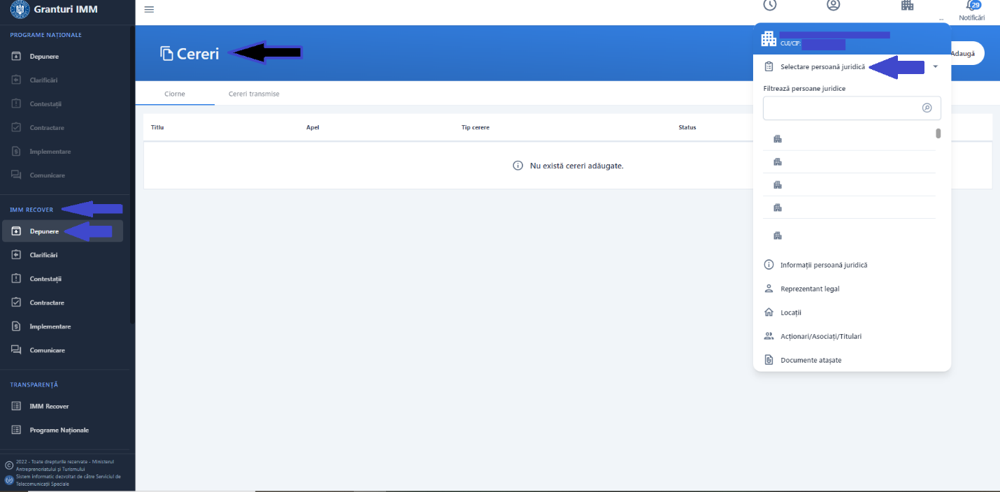 Granturi IMM
PROGRAME NAȚIONALE
Depunere
Clarificări
Contestații
Contractare
Implementare
Comunicare
IMM RECOVER
Depunere
Clarificări
Contestații
Contractare
Implementare
Comunicare
TRANSPARENȚĂ
IMM Recover
Programe Naționale
2022 - Toate drepturile rezervate - Ministerul
Antreprenoriatului și Turismului
Sistem informatic dezvoltat de către Serviciul de
Telecomunicații Speciale
...
29
Notificări
Cereri
Adaugă
Ciorne
Cereri transmise
Titlu
Apel
Tip cerere
Status
Nu există cereri adăugate.
CUI/CIF:
Selectare persoană juridică
Filtrează persoane juridice
Informații persoană juridică
Reprezentant legal
Locații
Acționari/Asociați/Titulari
Documente atașate